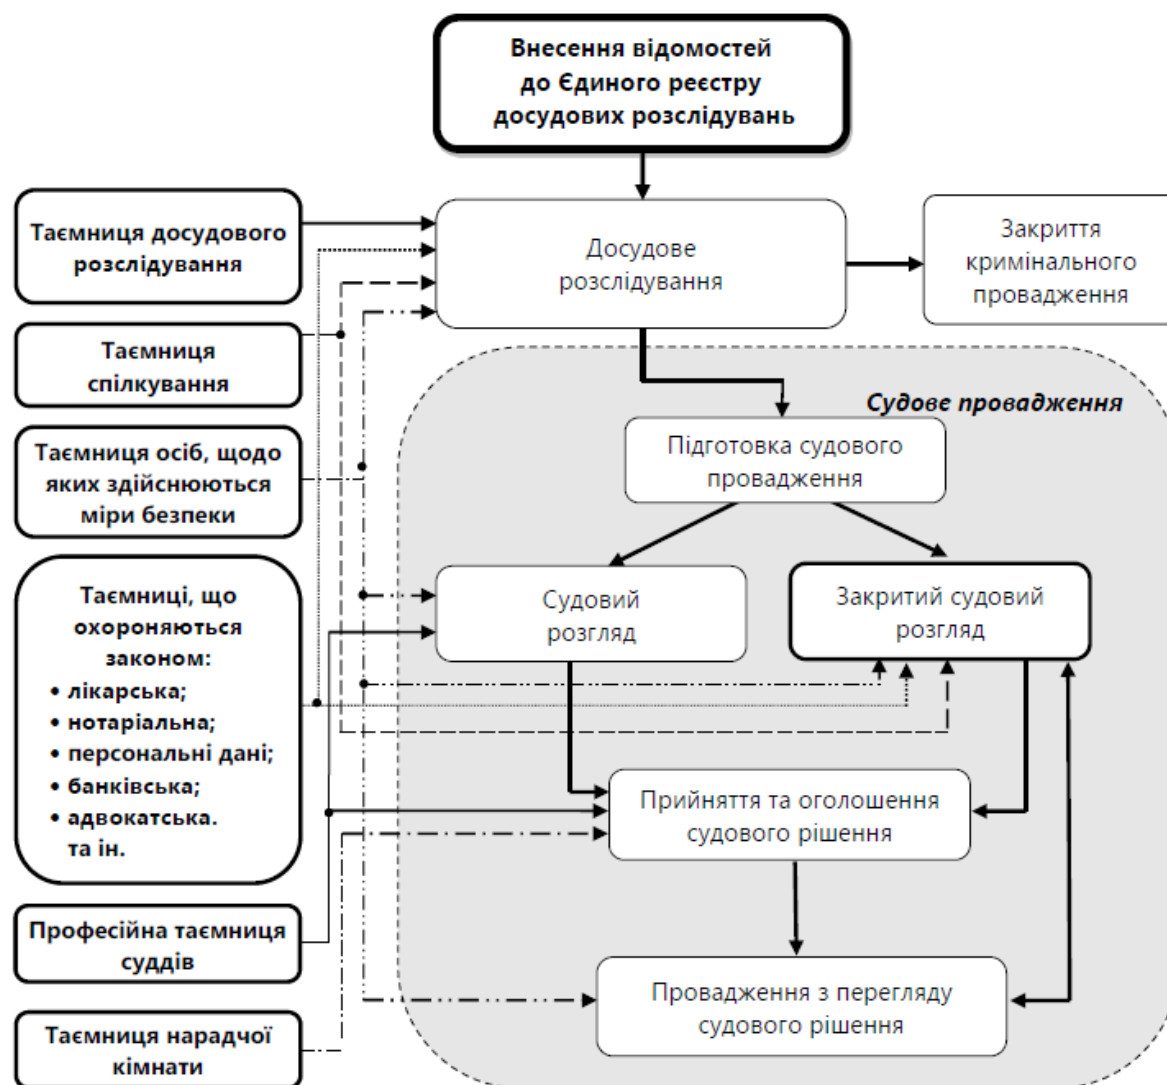 Внесення відомостей
до Єдиного реєстру
досудових розслідувань
Таємниця досудового
розслідування
Досудове
розслідування
Закриття
кримінального
провадження
Таємниця
спілкування
Судове провадження
Таємниця осіб, щодо
яких здійснюються
міри безпеки
Підготовка судового
провадження
Таємниці, що
охороняються
законом:
• лікарська;
• нотаріальна;
• персональні дані;
• банківська;
• адвокатська.
та ін.
Судовий
розгляд
Закритий судовий
розгляд
Прийняття та оголошення
судового рішення
Професійна таємниця
суддів
Провадження з перегляду
судового рішення
Таємниця нарадчої
кімнати